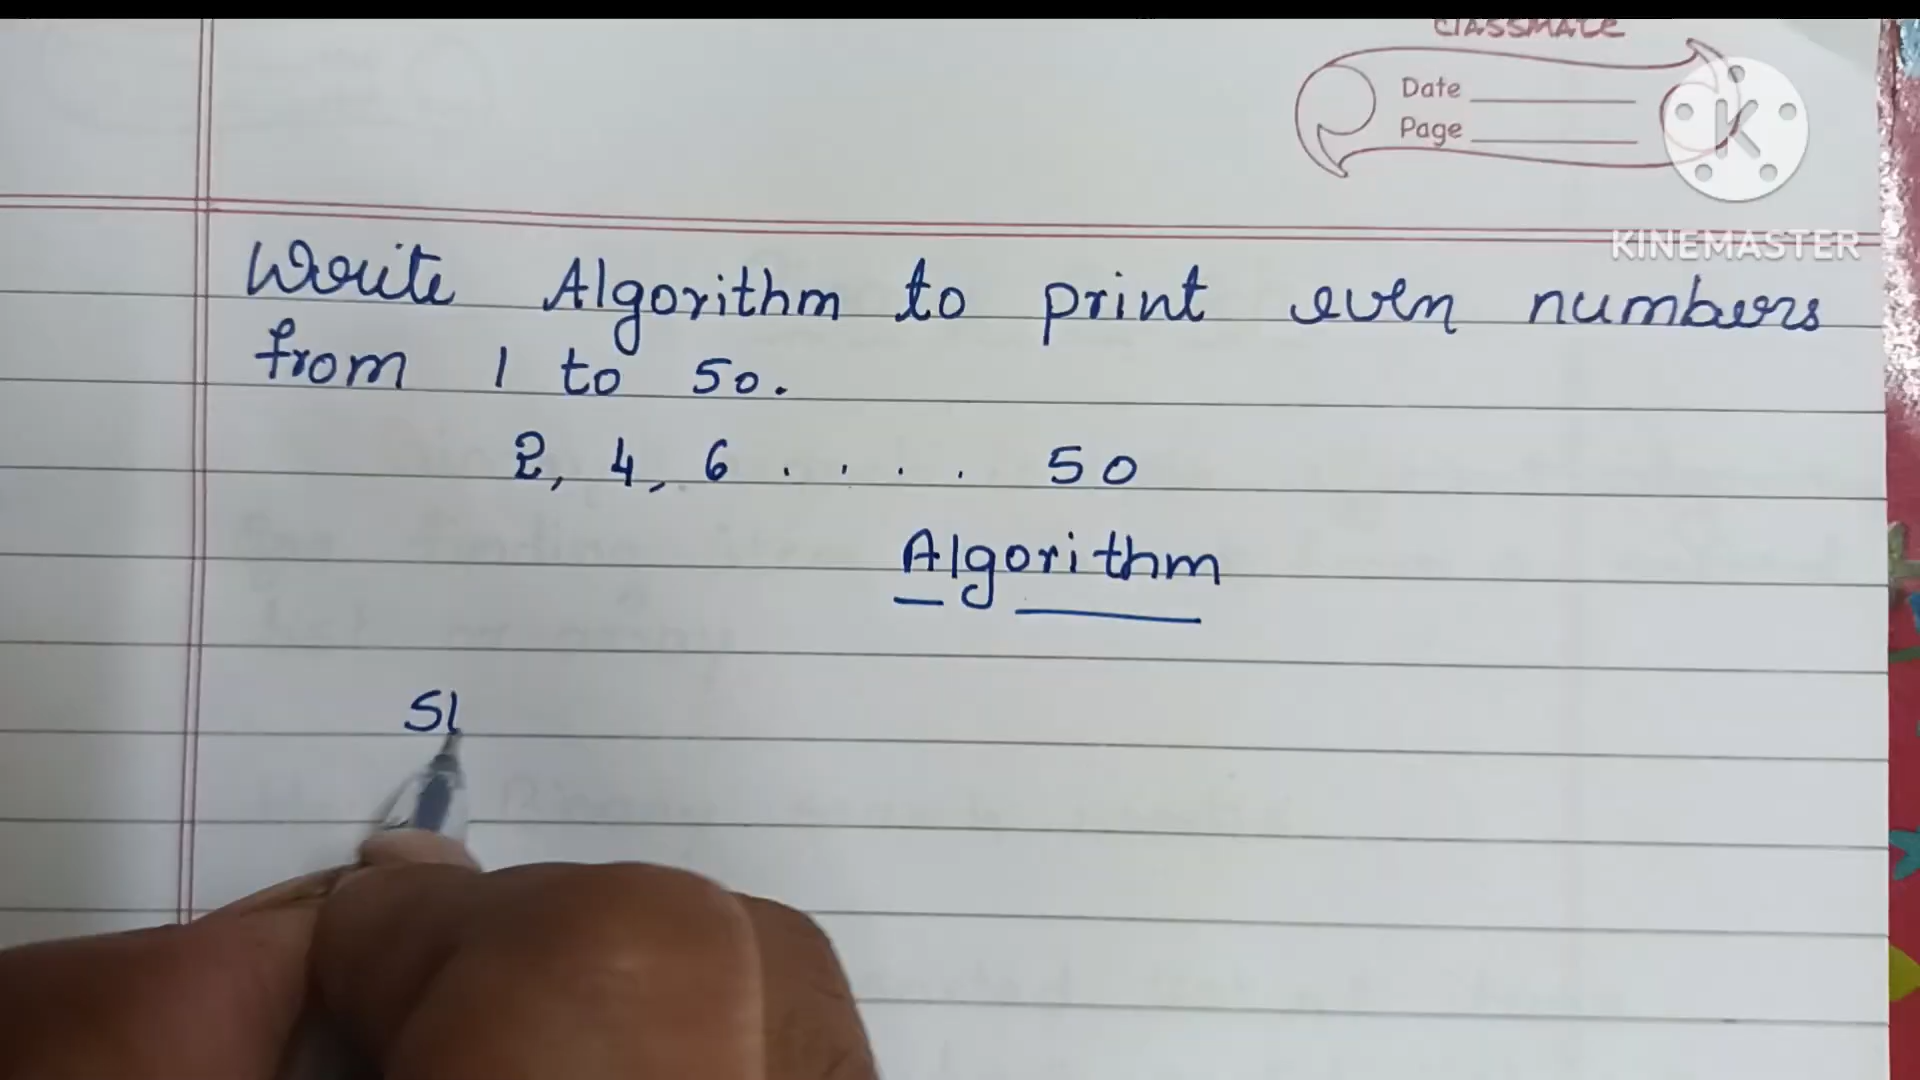 classmate
Date
Page
KINEMASTER
Write Algorithm to print even numbers
from 1 to 50.
2, 4, 6 . . . . 50
Algorithm
S1